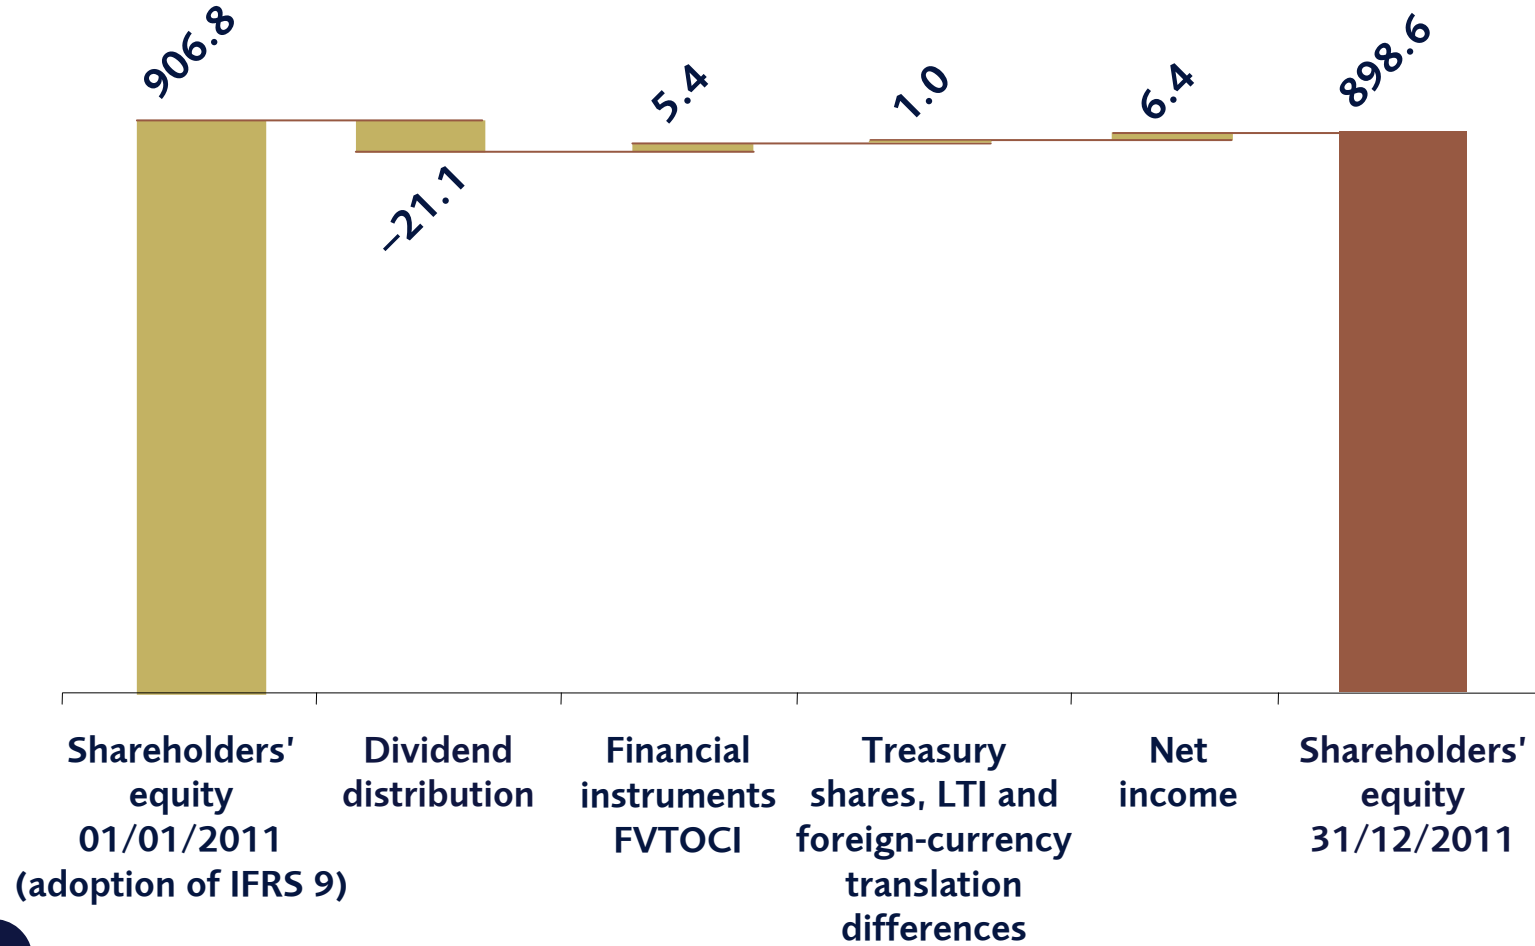 906.8
–21.1
5.4
1.0
6.4
898.6
Shareholders’
equity
01/01/2011
(adoption of IFRS 9)
Dividend
distribution
Financial
instruments
FVTOCI
Treasury
shares, LTI and
foreign-currency
translation
differences
Net
income
Shareholders’
equity
31/12/2011